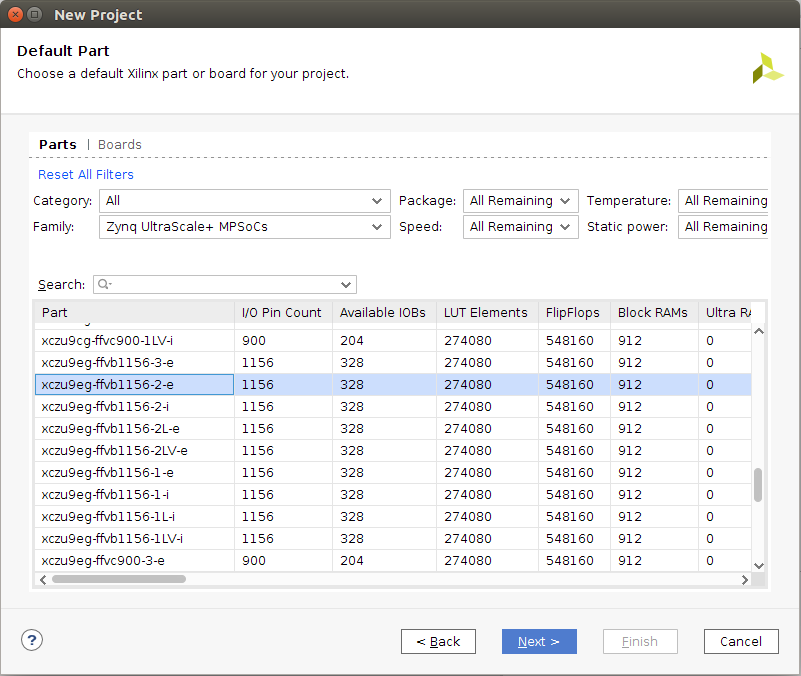 New Project
Default Part
Choose a default Xilinx part or board for your project.
Parts | Boards
Reset All Filters
Category: All Package: All Remaining Temperature: All Remaining
Family: Zynq UltraScale+ MPSoCs Speed: All Remaining Static power: All Remaining
Search:
Part I/O Pin Count Available IOBs LUT Elements FlipFlops Block RAMs Ultra RA
xczu9cg-ffvc900-1LV-i 900 204 274080 548160 912 0
xczu9eg-ffvb1156-3-e 1156 328 274080 548160 912 0
xczu9eg-ffvb1156-2-e 1156 328 274080 548160 912 0
xczu9eg-ffvb1156-2-i 1156 328 274080 548160 912 0
xczu9eg-ffvb1156-2L-e 1156 328 274080 548160 912 0
xczu9eg-ffvb1156-2LV-e 1156 328 274080 548160 912 0
xczu9eg-ffvb1156-1-e 1156 328 274080 548160 912 0
xczu9eg-ffvb1156-1-i 1156 328 274080 548160 912 0
xczu9eg-ffvb1156-1L-i 1156 328 274080 548160 912 0
xczu9eg-ffvb1156-1LV-i 1156 328 274080 548160 912 0
xczu9eg-ffvc900-3-e 900 204 274080 548160 912 0
? < Back Next > Finish Cancel